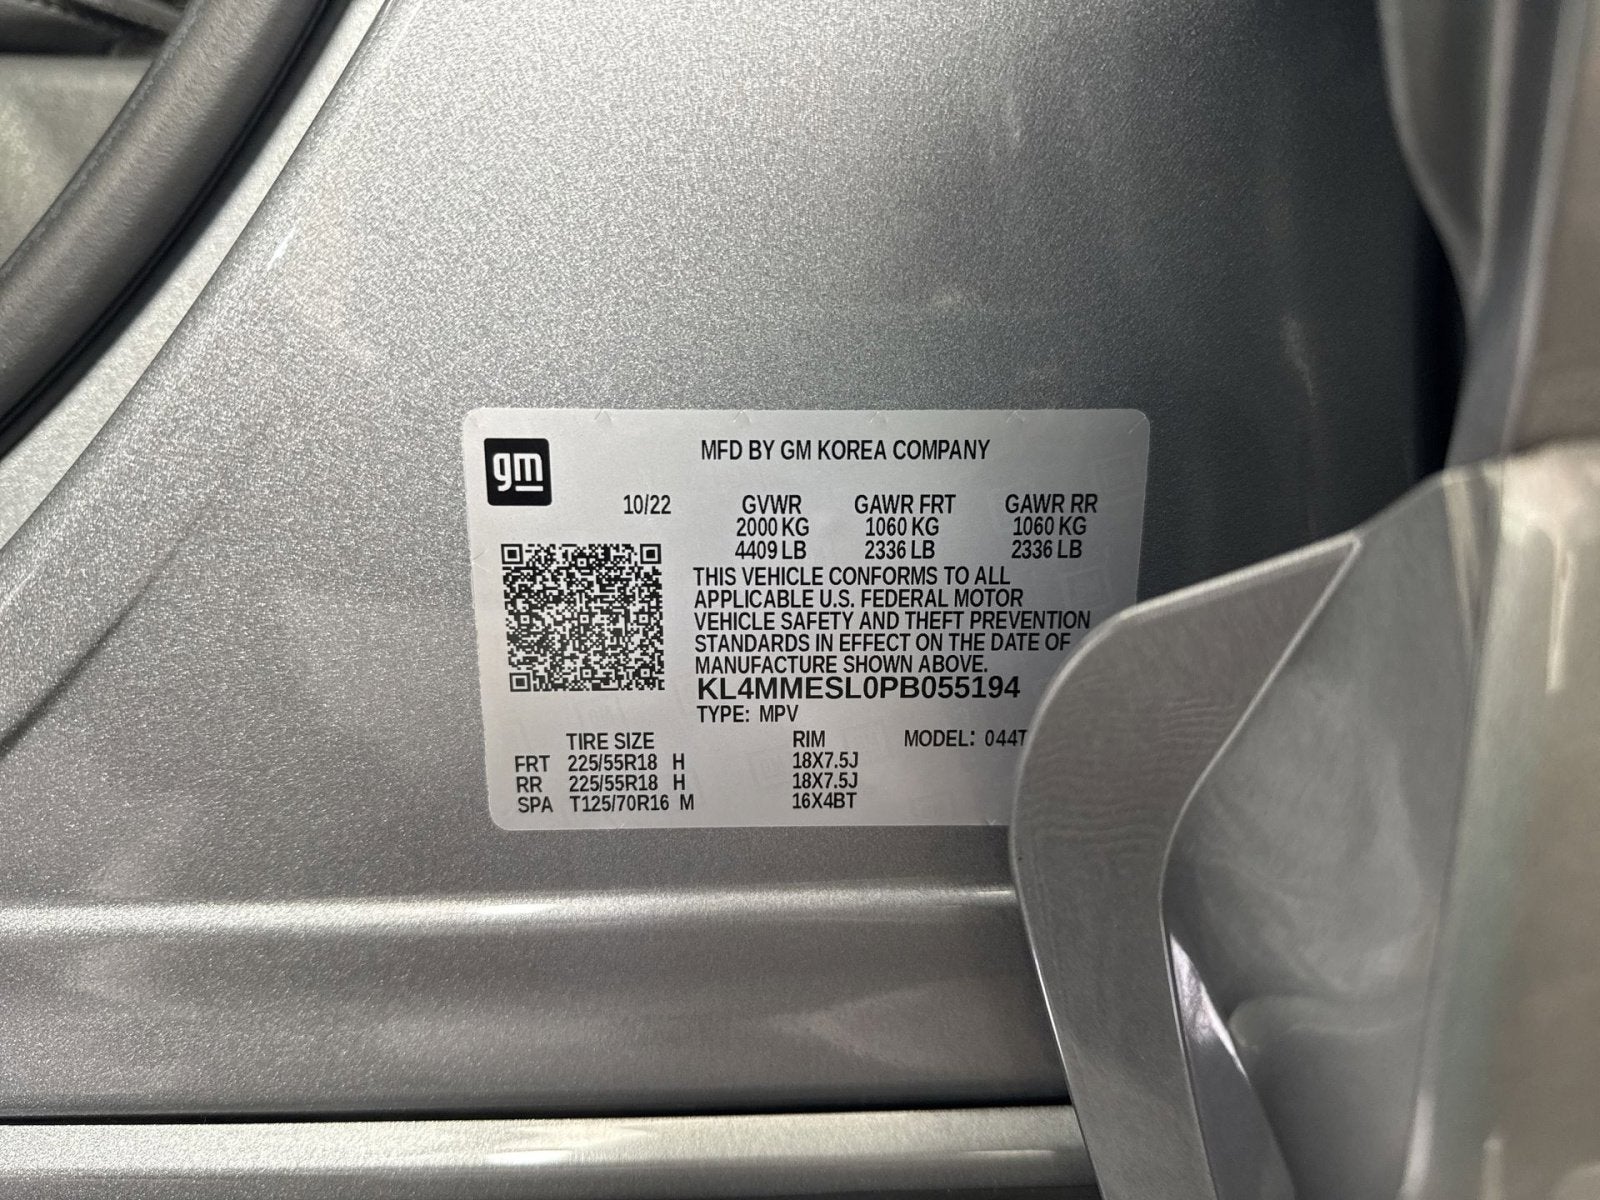 gm
MFD BY GM KOREA COMPANY
10/22 GVWR GAWR FRT GAWR RR
2000 KG 1060 KG 1060 KG
4409 LB 2336 LB 2336 LB
THIS VEHICLE CONFORMS TO ALL
APPLICABLE U.S. FEDERAL MOTOR
VEHICLE SAFETY AND THEFT PREVENTION
STANDARDS IN EFFECT ON THE DATE OF
MANUFACTURE SHOWN ABOVE.
KL4MMESL0PB055194
TYPE: MPV
TIRE SIZE RIM MODEL: 044T
FRT 225/55R18 H 18X7.5J
RR 225/55R18 H 18X7.5J
SPA T125/70R16 M 16X4BT